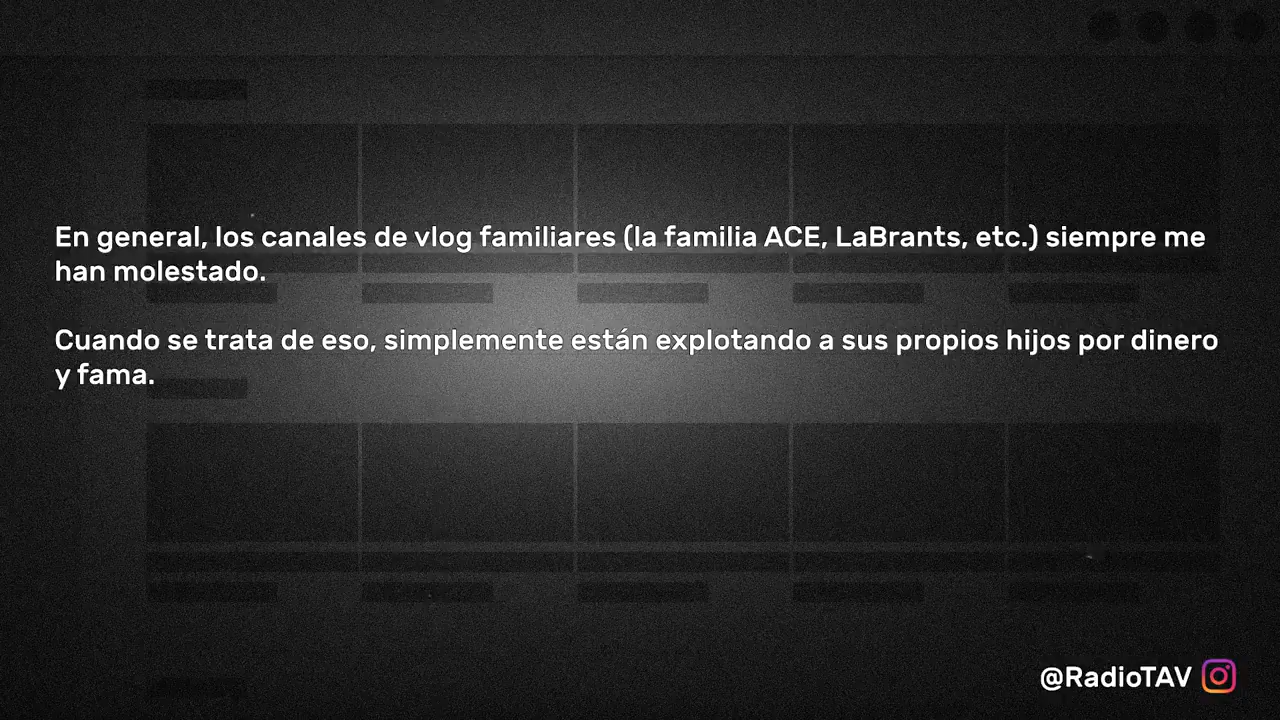 En general, los canales de vlog familiares (la familia ACE, LaBrants, etc.) siempre me
han molestado.
Cuando se trata de eso, simplemente están explotando a sus propios hijos por dinero
y fama.
@RadioTAV